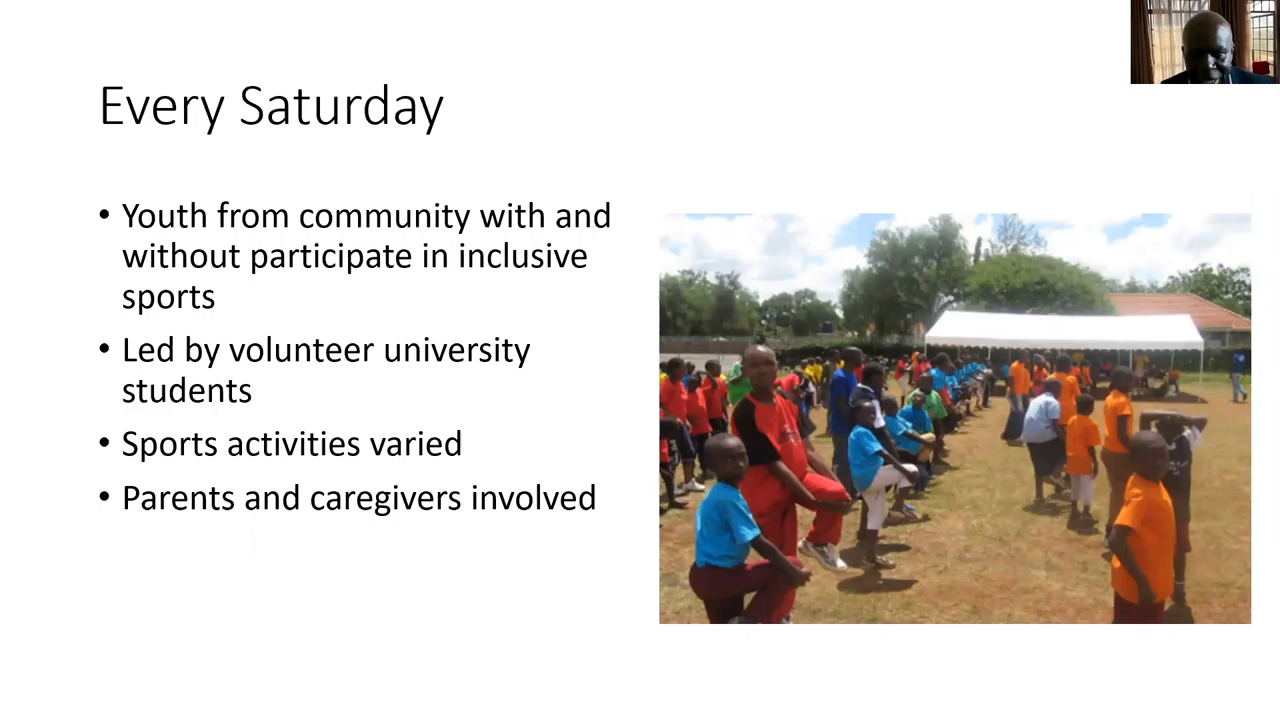 Every Saturday
• Youth from community with and
without participate in inclusive
sports
• Led by volunteer university
students
• Sports activities varied
• Parents and caregivers involved